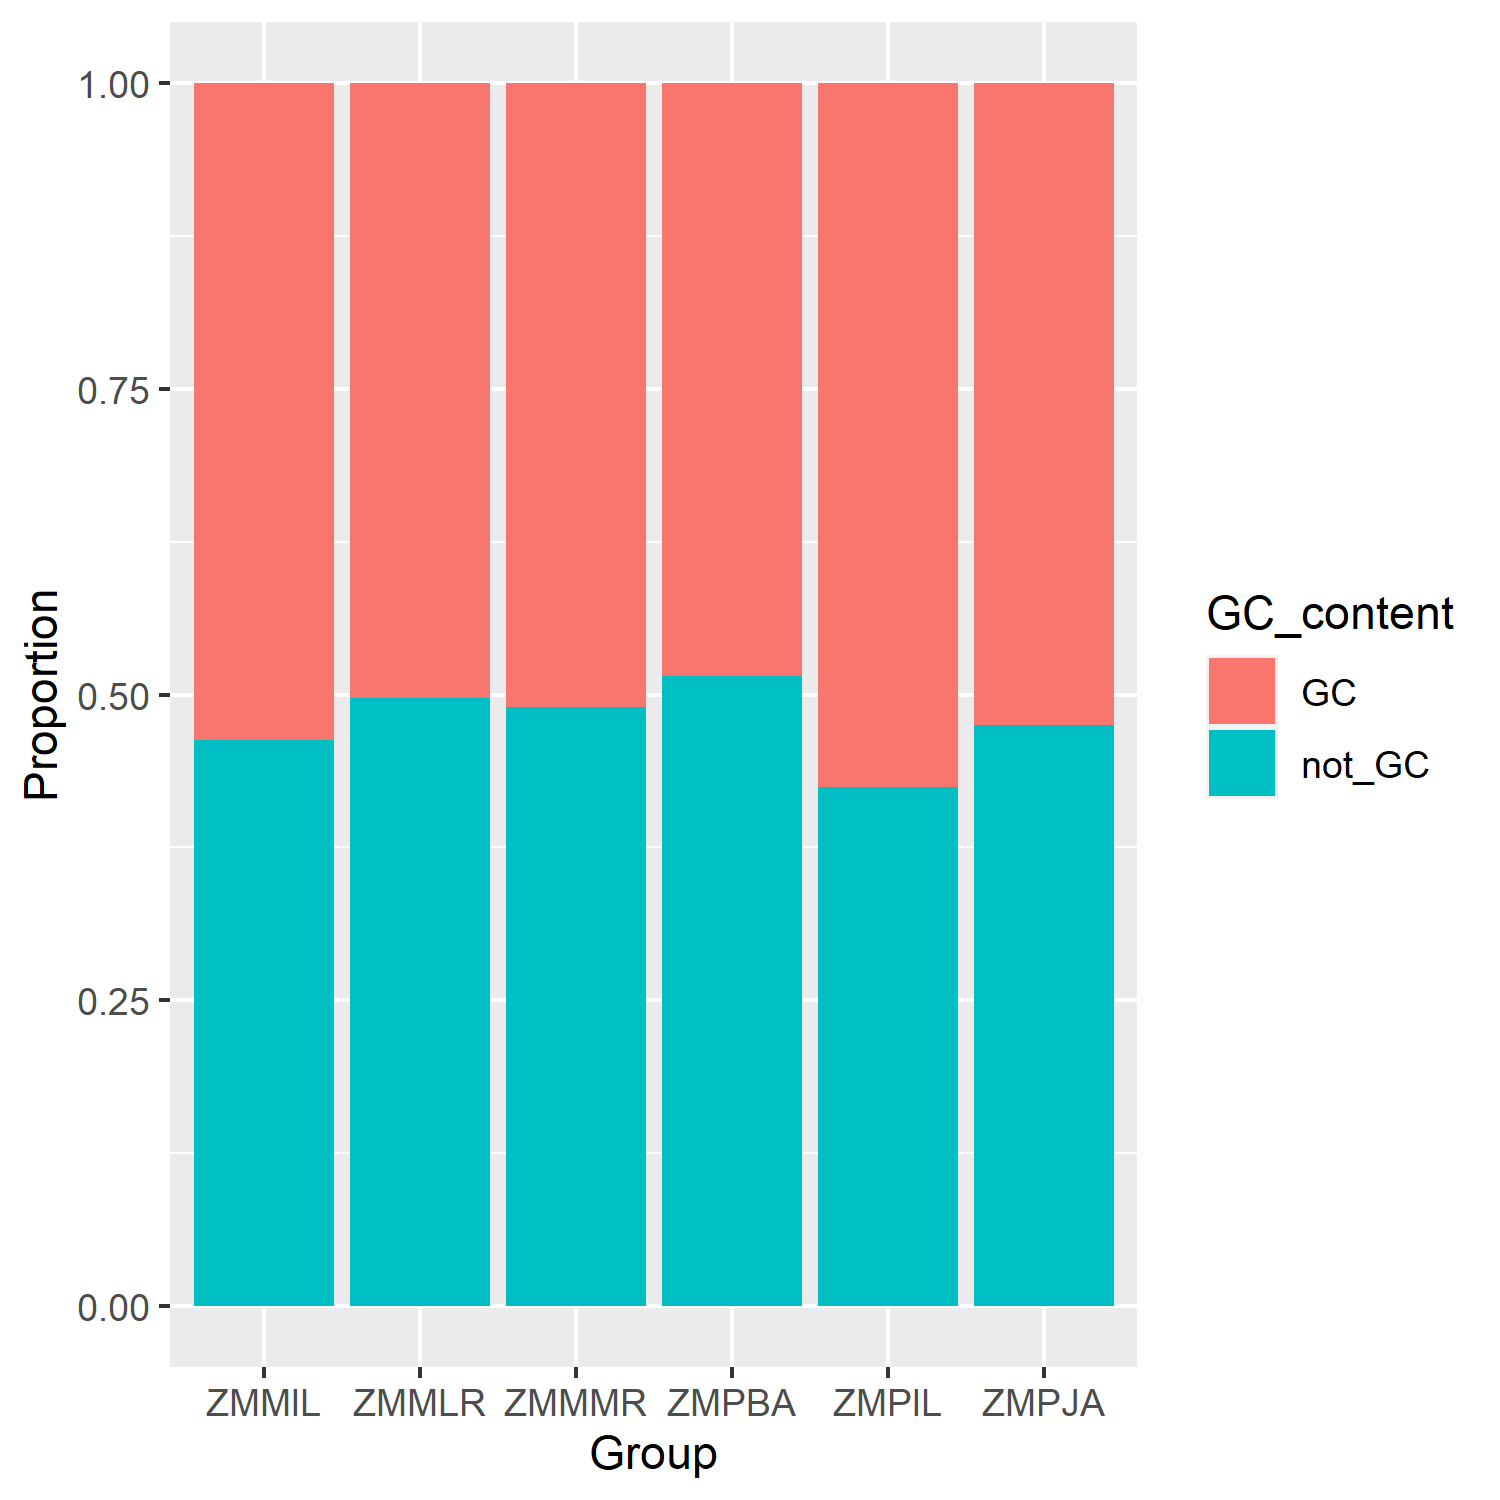 Proportion
1.00
0.75
0.50
0.25
0.00
ZMMIL ZMMLR ZMMMR ZMPBA ZMPIL ZMPJA
Group
GC_content
GC
not_GC